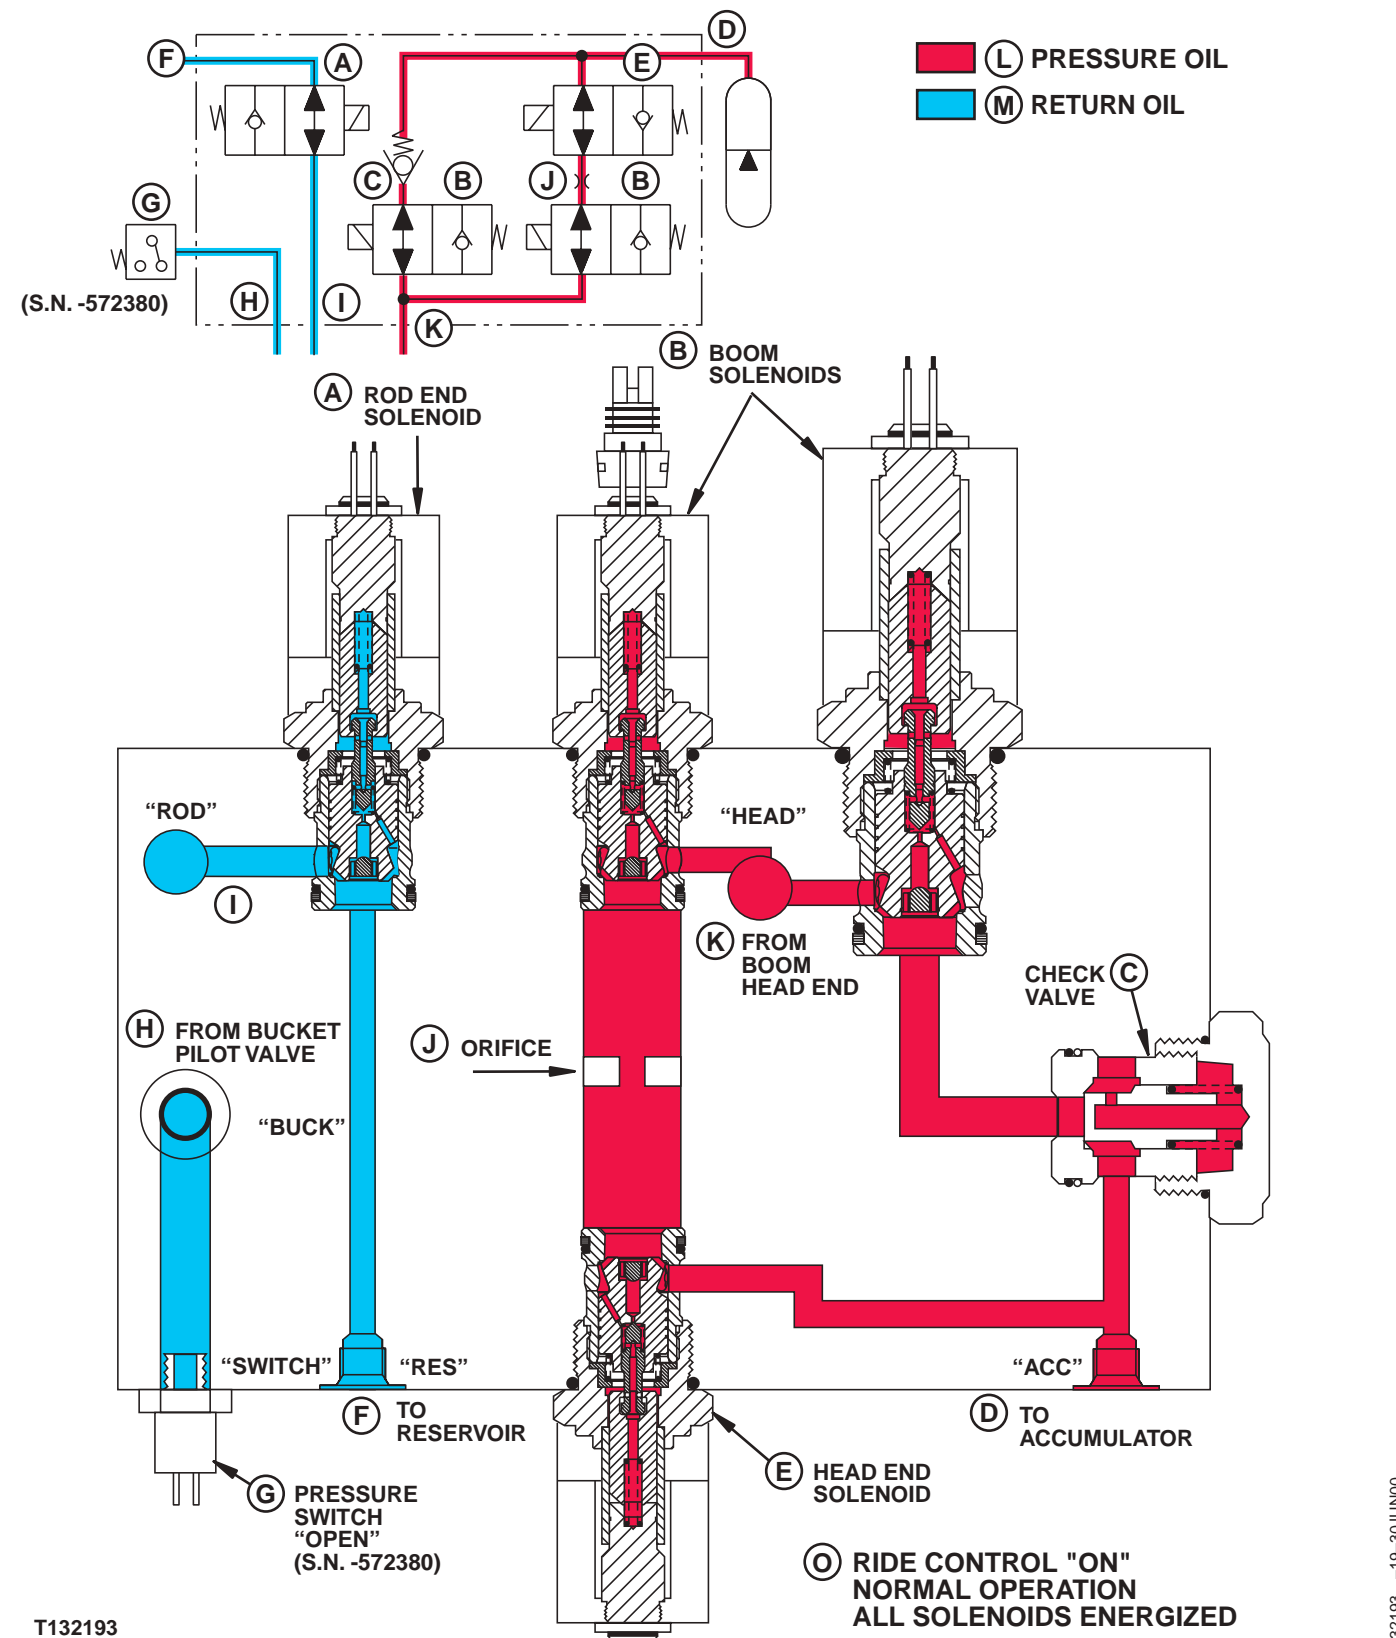 D
F
A
E
L PRESSURE OIL
M RETURN OIL
C
B
J
B
G
(S.N. -572380)
H
I
K
B BOOM
SOLENOIDS
A ROD END
SOLENOID
“ROD”
“HEAD”
I
K FROM
BOOM
HEAD END
CHECK C
VALVE
H FROM BUCKET
PILOT VALVE
J ORIFICE
“BUCK”
“SWITCH”
“RES”
“ACC”
F TO
RESERVOIR
D TO
ACCUMULATOR
E HEAD END
SOLENOID
G PRESSURE
SWITCH
“OPEN”
(S.N. -572380)
O RIDE CONTROL "ON"
NORMAL OPERATION
ALL SOLENOIDS ENERGIZED
T132193